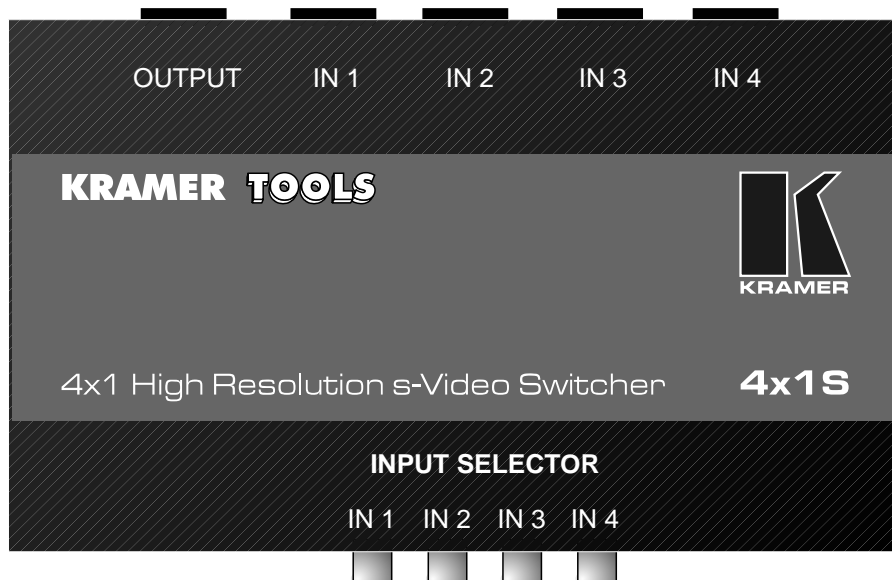 OUTPUT IN 1 IN 2 IN 3 IN 4
KRAMER TOOLS
KRAMER
4x1 High Resolution s-Video Switcher 4x1S
INPUT SELECTOR
IN 1 IN 2 IN 3 IN 4